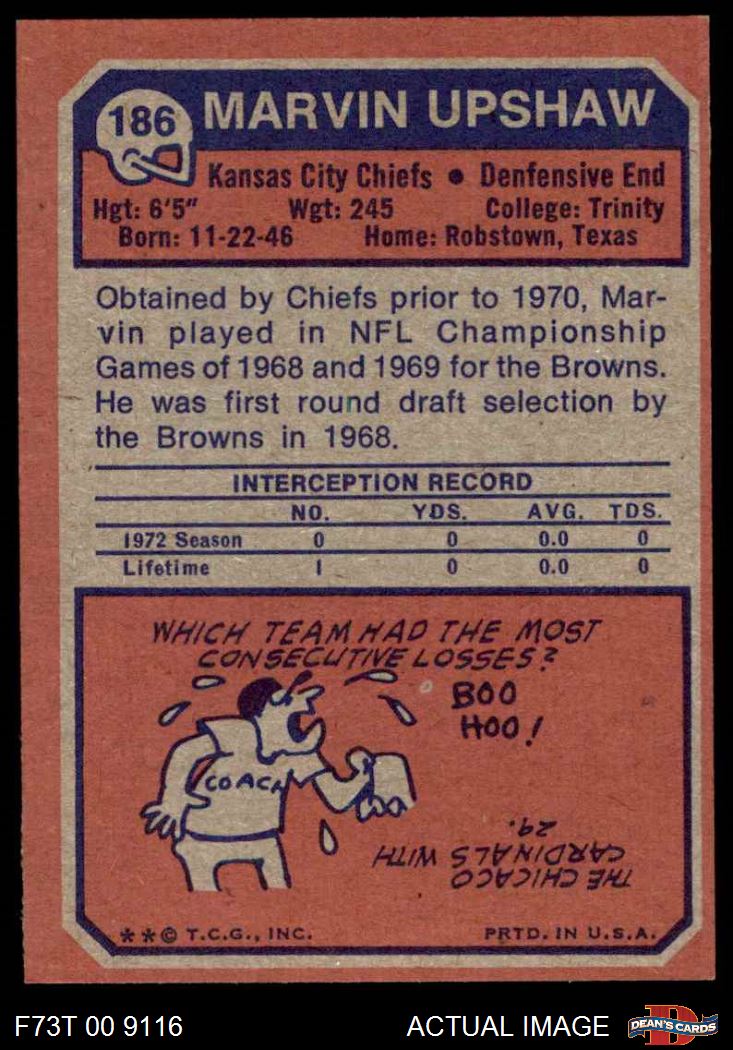 186
MARVIN UPSHAW
Kansas City Chiefs • Denfensive End
Hgt: 6'5" Wgt: 245 College: Trinity
Born: 11-22-46 Home: Robstown, Texas
Obtained by Chiefs prior to 1970, Mar-
vin played in NFL Championship
Games of 1968 and 1969 for the Browns.
He was first round draft selection by
the Browns in 1968.
INTERCEPTION RECORD
NO. YDS. AVG. TDS.
1972 Season 0 0 0.0 0
Lifetime 1 0 0.0 0
WHICH TEAM HAD THE MOST
CONSECUTIVE LOSSES?
BOO
HOO!
COACH
THE CHICAGO
CARDINALS WITH
29.
**© T.C.G., INC. PRTD. IN U.S.A.
F73T 00 9116 ACTUAL IMAGE D DEAN'S CARDS